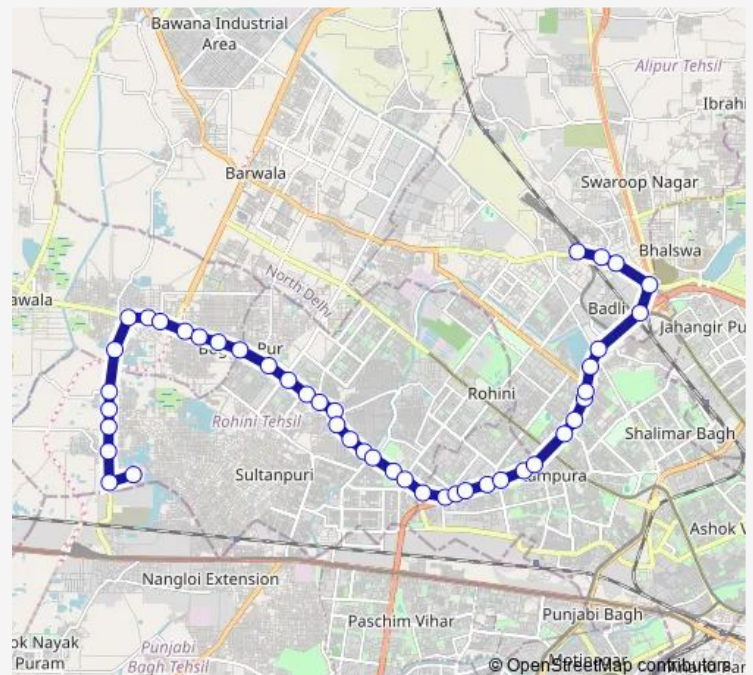 Bawana Industrial
Area
Alipur Tehsil
Ibrahi
Barwala
Swaroop Nagar
Bhalswa
North Delhi
awala
Badli
Jahangir Pu
Pur
Rohini
Rohini Tehsil
Shalimar Bagh
Sultanpuri
ampura
Ashok V
Nangloi Extension
Paschim Vihar
Punjabi Bagh
ok Nayak
Puram
Punjabi
Bagh Tehsil
© OpenStreetMap contributors